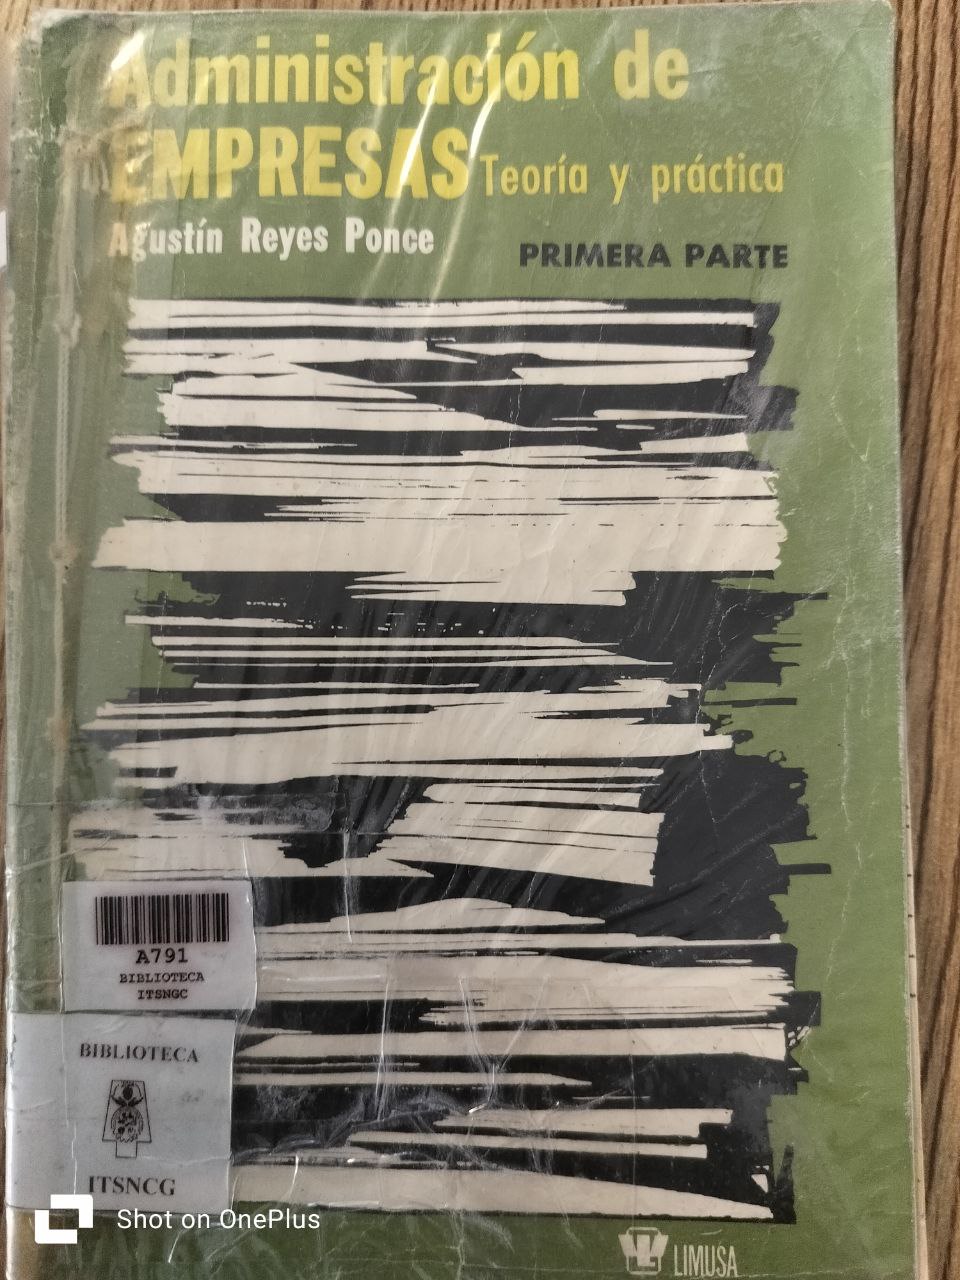 Administración de
EMPRESAS Teoría y práctica
Agustín Reyes Ponce
PRIMERA PARTE
A791
BIBLIOTECA
ITSNGC
BIBLIOTECA
ITSNCG
Shot on OnePlus
LIMUSA